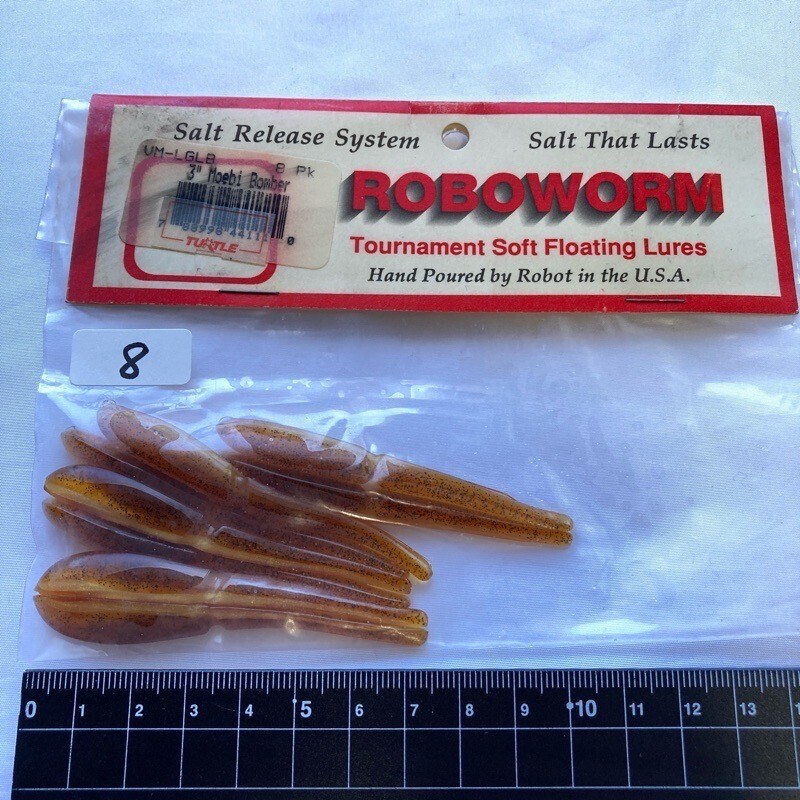 Salt Release System
Salt That Lasts
VM-LGLB 8 Pk
3" Moebi Bomber
TURTLE
ROBOWORM
Tournament Soft Floating Lures
Hand Poured by Robot in the U.S.A.
8
0 1 2 3 4 5 6 7 8 9 10 11 12 13